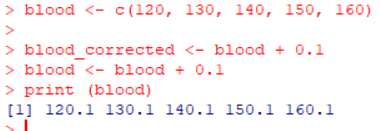 > blood <- c(120, 130, 140, 150, 160)
>
> blood_corrected <- blood + 0.1
> blood <- blood + 0.1
> print (blood)
[1] 120.1 130.1 140.1 150.1 160.1
>